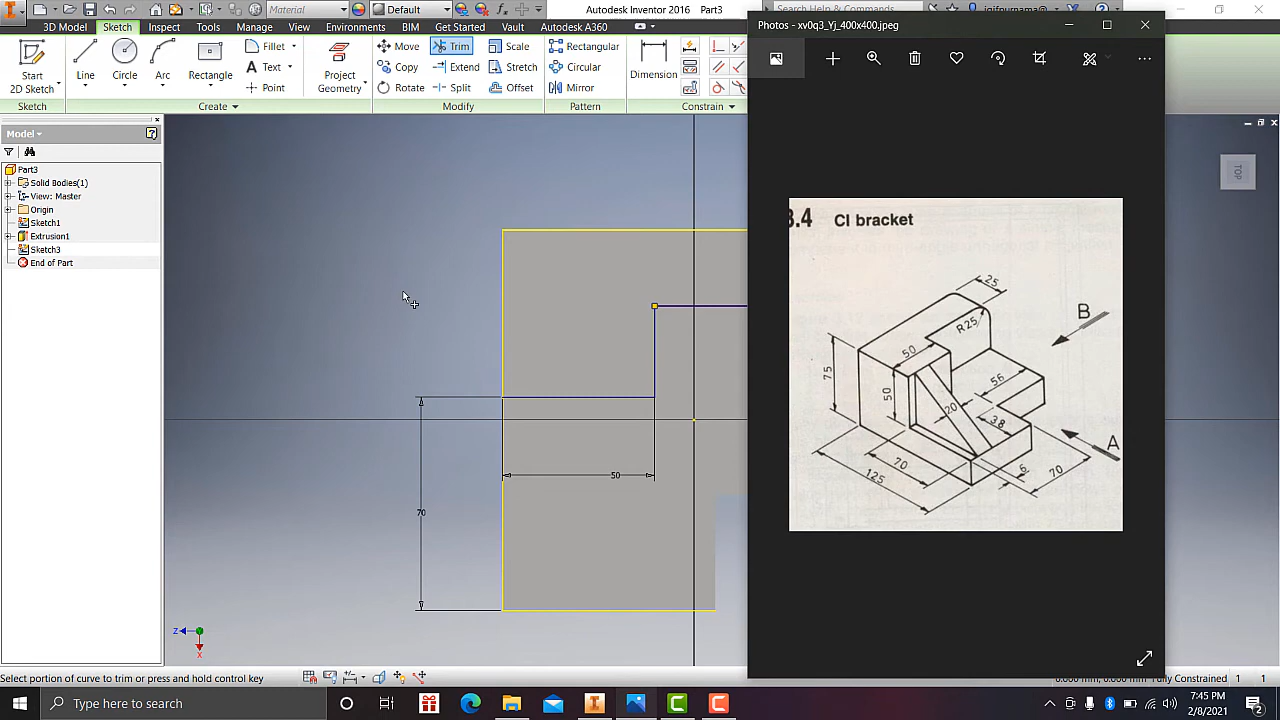 Material
Default
Autodesk Inventor 2016 Part3
3D Model
Sketch
Inspect
Tools
Manage
View
Environments
BIM
Get Started
Vault
Autodesk A360
Start
2D Sketch
Line
Circle
Arc
Rectangle
Fillet
Text
Point
Project
Geometry
Move
Copy
Rotate
Trim
Extend
Split
Scale
Stretch
Offset
Rectangular
Circular
Mirror
Dimension
Sketch
Create
Modify
Pattern
Constrain
Model
Part3
Solid Bodies(1)
View: Master
Origin
Sketch1
Extrusion1
Sketch3
End of Part
70
50
Z
X
TOP
Photos - xv0q3_Yj_400x400.jpeg
3.4 CI bracket
25
B
R25
50
75
50
56
20
38
A
70
6
70
125
Select portion of curve to trim or press and hold control key
Fully Constrained
1
1
Type here to search
7:45 PM
2/8/2021
2